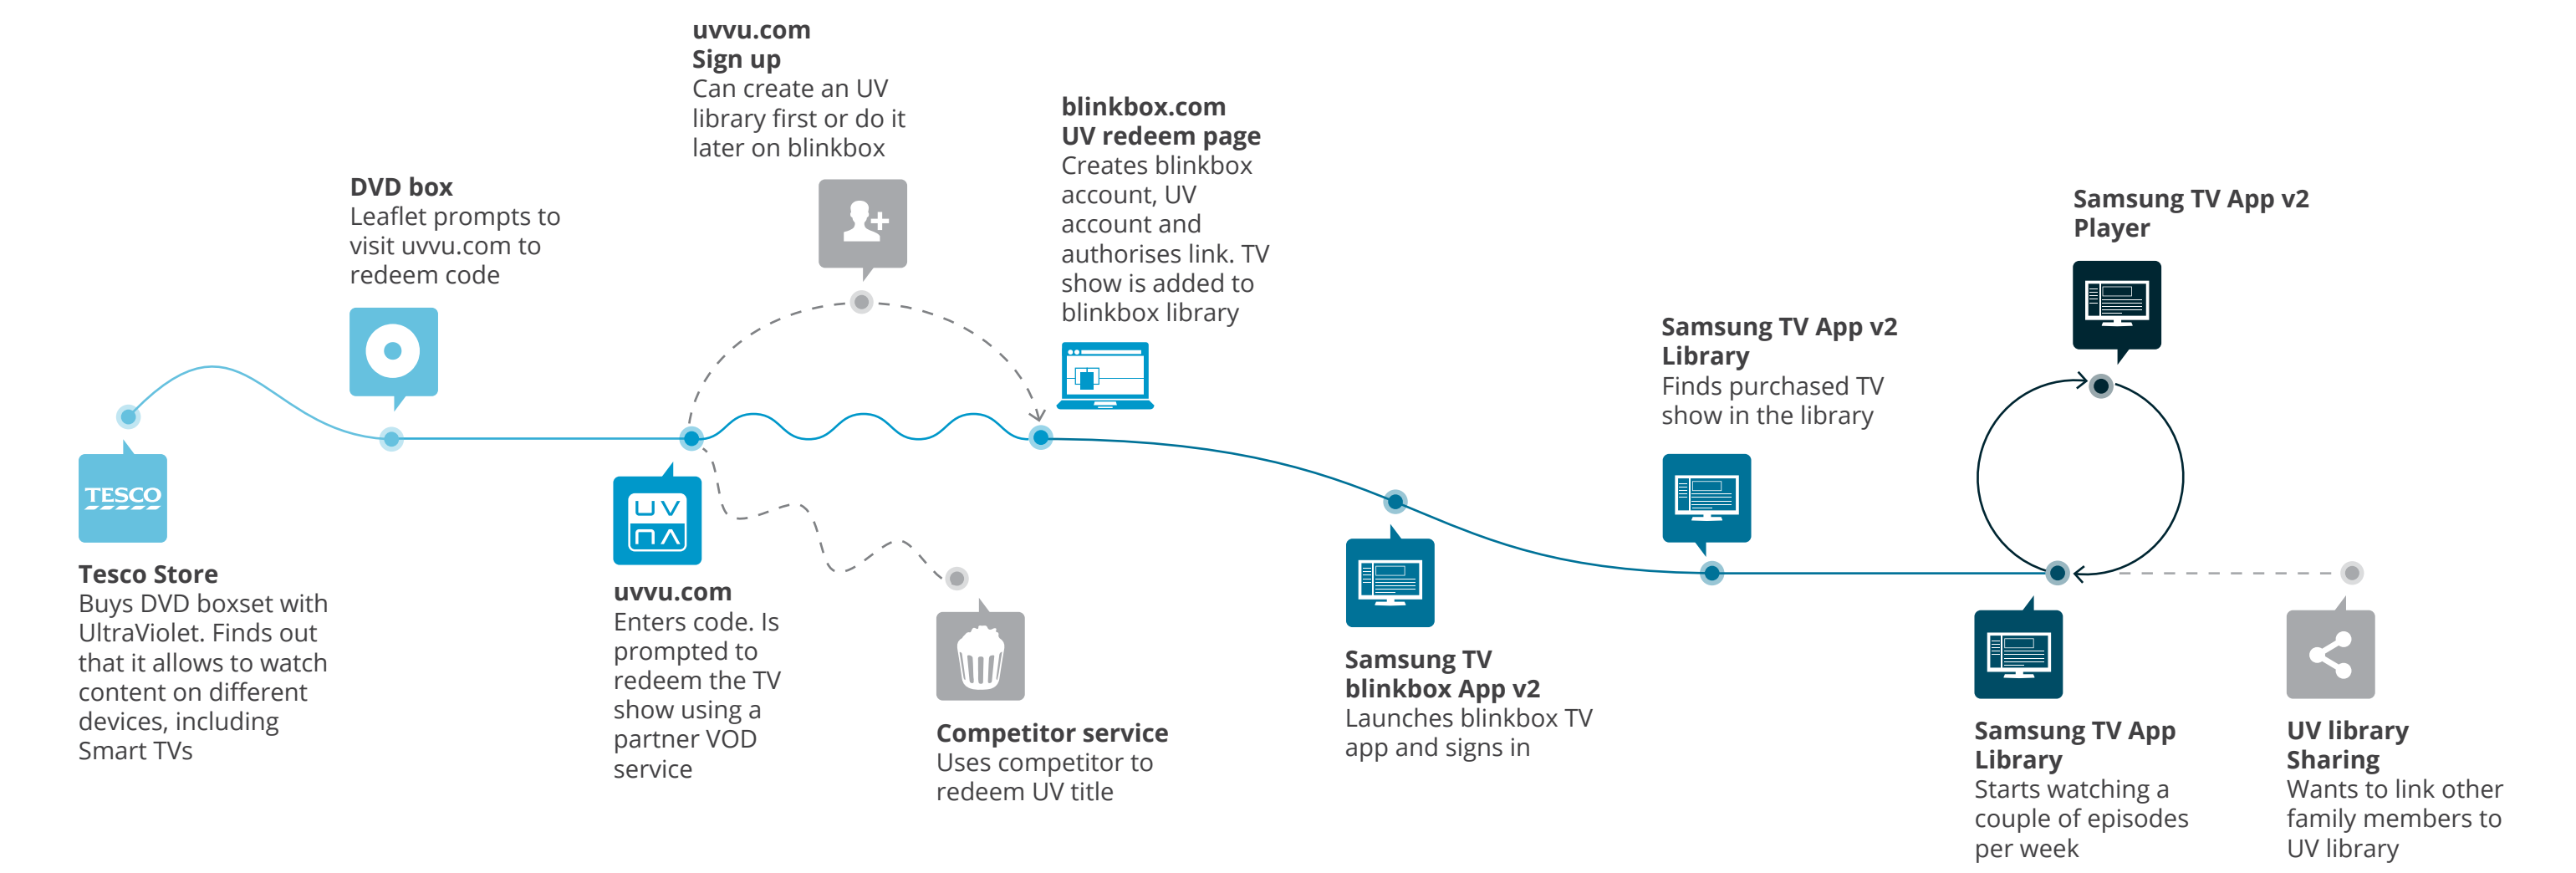 uvvu.com
Sign up
Can create an UV
library first or do it
later on blinkbox
blinkbox.com
UV redeem page
Creates blinkbox
account, UV
account and
authorises link. TV
show is added to
blinkbox library
DVD box
Leaflet prompts to
visit uvvu.com to
redeem code
Samsung TV App v2
Player
Samsung TV App v2
Library
Finds purchased TV
show in the library
TESCO
Tesco Store
Buys DVD boxset with
UltraViolet. Finds out
that it allows to watch
content on different
devices, including
Smart TVs
UV
uvvu.com
Enters code. Is
prompted to
redeem the TV
show using a
partner VOD
service
Competitor service
Uses competitor to
redeem UV title
Samsung TV
blinkbox App v2
Launches blinkbox TV
app and signs in
Samsung TV App
Library
Starts watching a
couple of episodes
per week
UV library
Sharing
Wants to link other
family members to
UV library